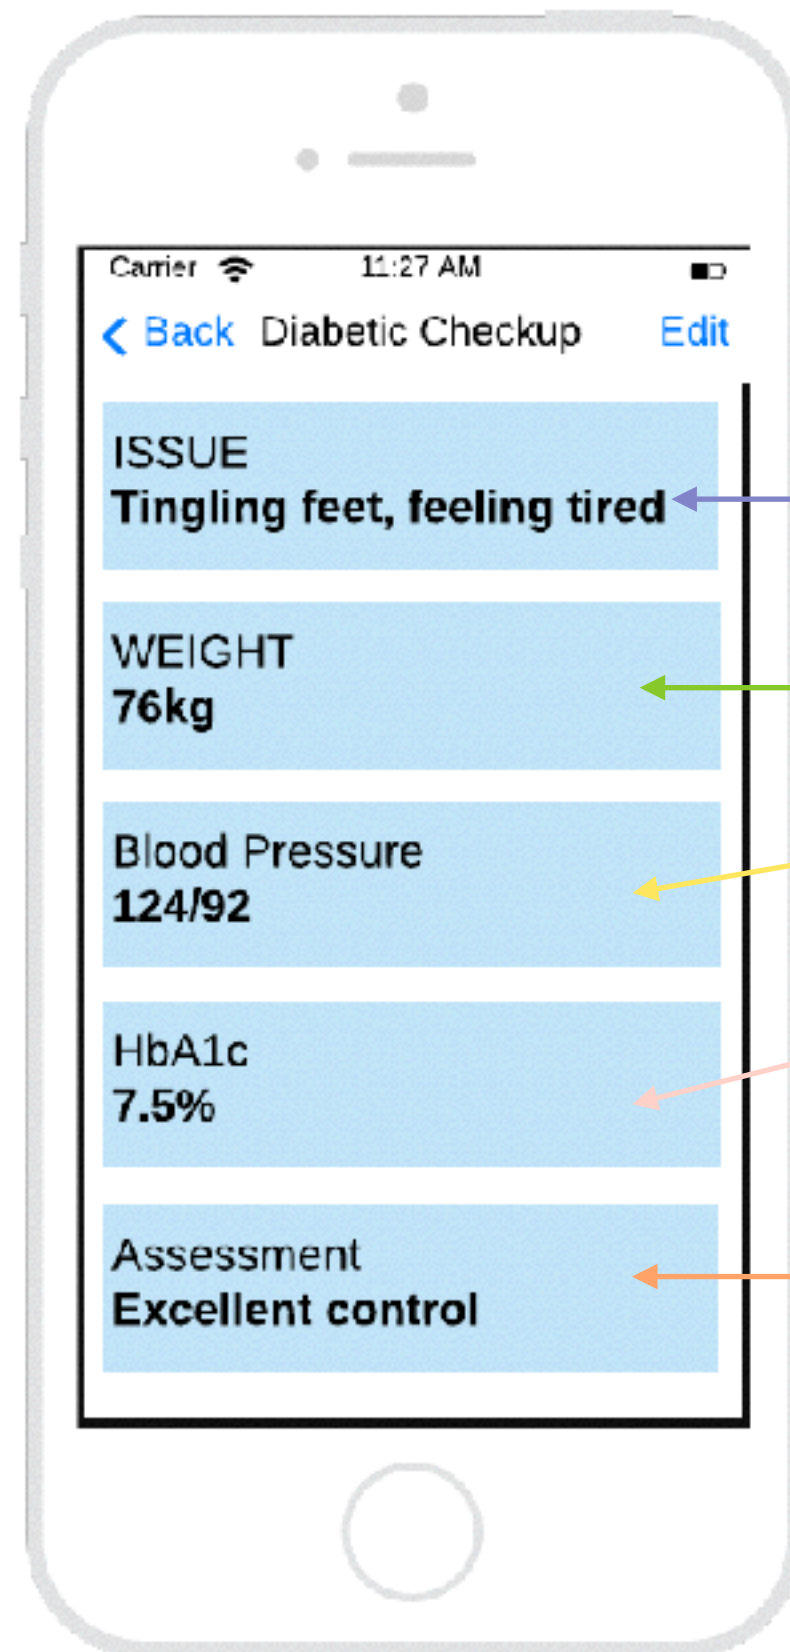 Carrier 11:27 AM
Back Diabetic Checkup Edit
ISSUE
Tingling feet, feeling tired
WEIGHT
76kg
Blood Pressure
124/92
HbA1c
7.5%
Assessment
Excellent control